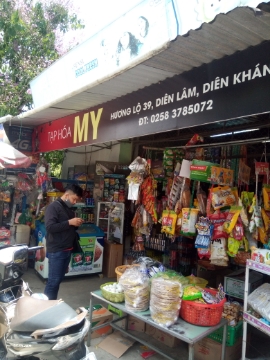 TẠP HÓA MY
HƯƠNG LỘ 39, DIÊN LÂM, DIÊN KHÁN
ĐT: 0258 3785072